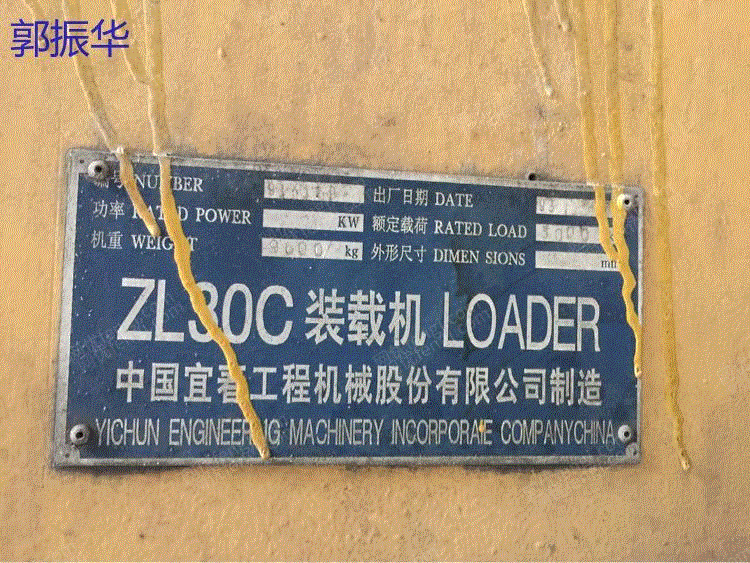 郭振华
编号 NUMBER 出厂日期 DATE
功率 RATED POWER KW 额定载荷 RATED LOAD
机重 WEIGHT 9600 kg 外形尺寸 DIMEN SIONS mm
ZL30C 装载机 LOADER
中国宜春工程机械股份有限公司制造
YICHUN ENGINEERING MACHINERY INCORPORATE COMPANYCHINA